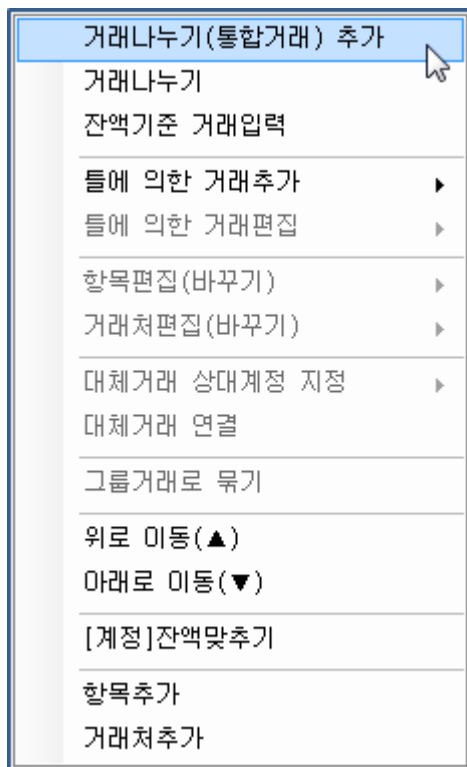 거래나누기(통합거래) 추가
거래나누기
잔액기준 거래입력
틀에 의한 거래추가
틀에 의한 거래편집
항목편집(바꾸기)
거래처편집(바꾸기)
대체거래 상대계정 지정
대체거래 연결
그룹거래로 묶기
위로 이동(▲)
아래로 이동(▼)
[계정]잔액맞추기
항목추가
거래처추가